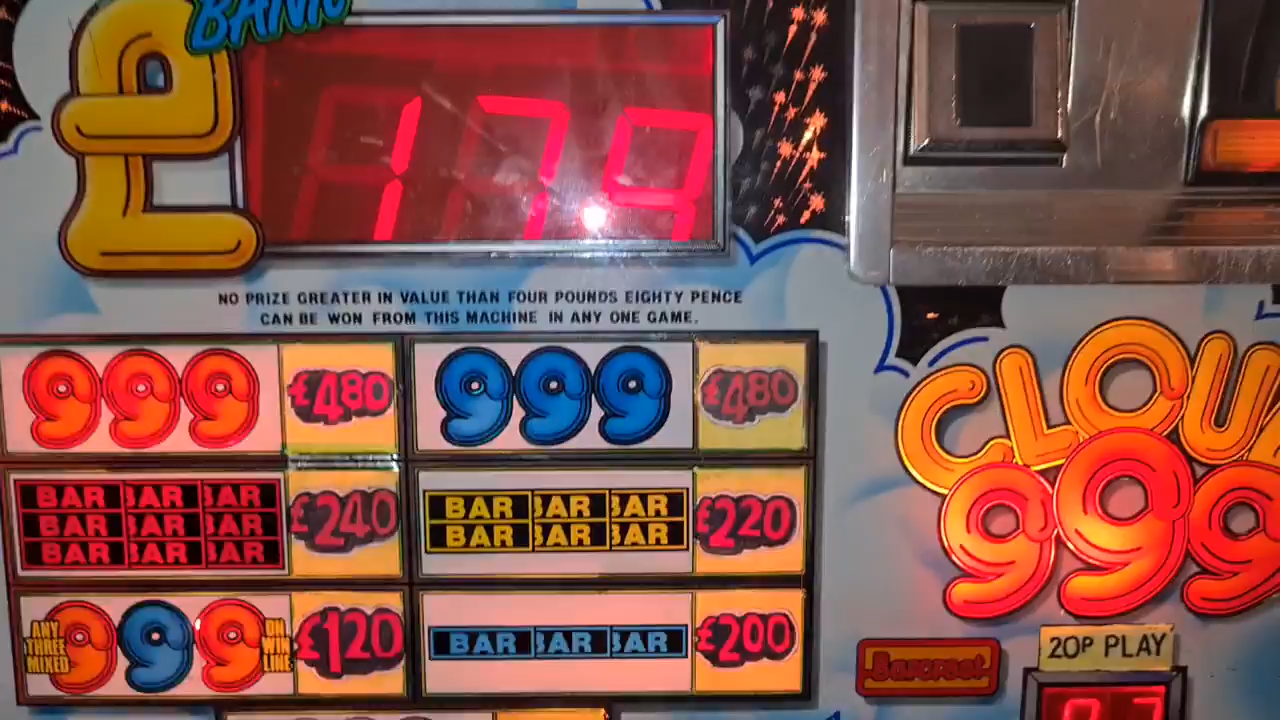 £ BANK
179
NO PRIZE GREATER IN VALUE THAN FOUR POUNDS EIGHTY PENCE
CAN BE WON FROM THIS MACHINE IN ANY ONE GAME.
999 £480 999 £480
BAR BAR BAR £240 BAR BAR BAR £220
BAR BAR BAR BAR BAR BAR
BAR BAR BAR
ANY THREE MIXED 999 ON WIN LINE £120 BAR BAR BAR £200
CLOUD
999
Barcrest
20P PLAY